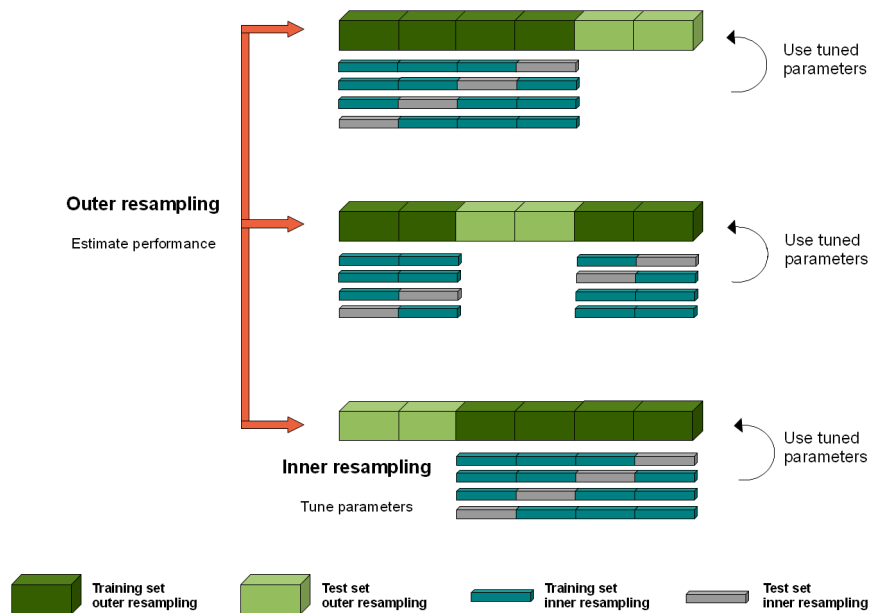 Use tuned
parameters
Outer resampling
Estimate performance
Use tuned
parameters
Use tuned
parameters
Inner resampling
Tune parameters
Training set
outer resampling
Test set
outer resampling
Training set
inner resampling
Test set
inner resampling